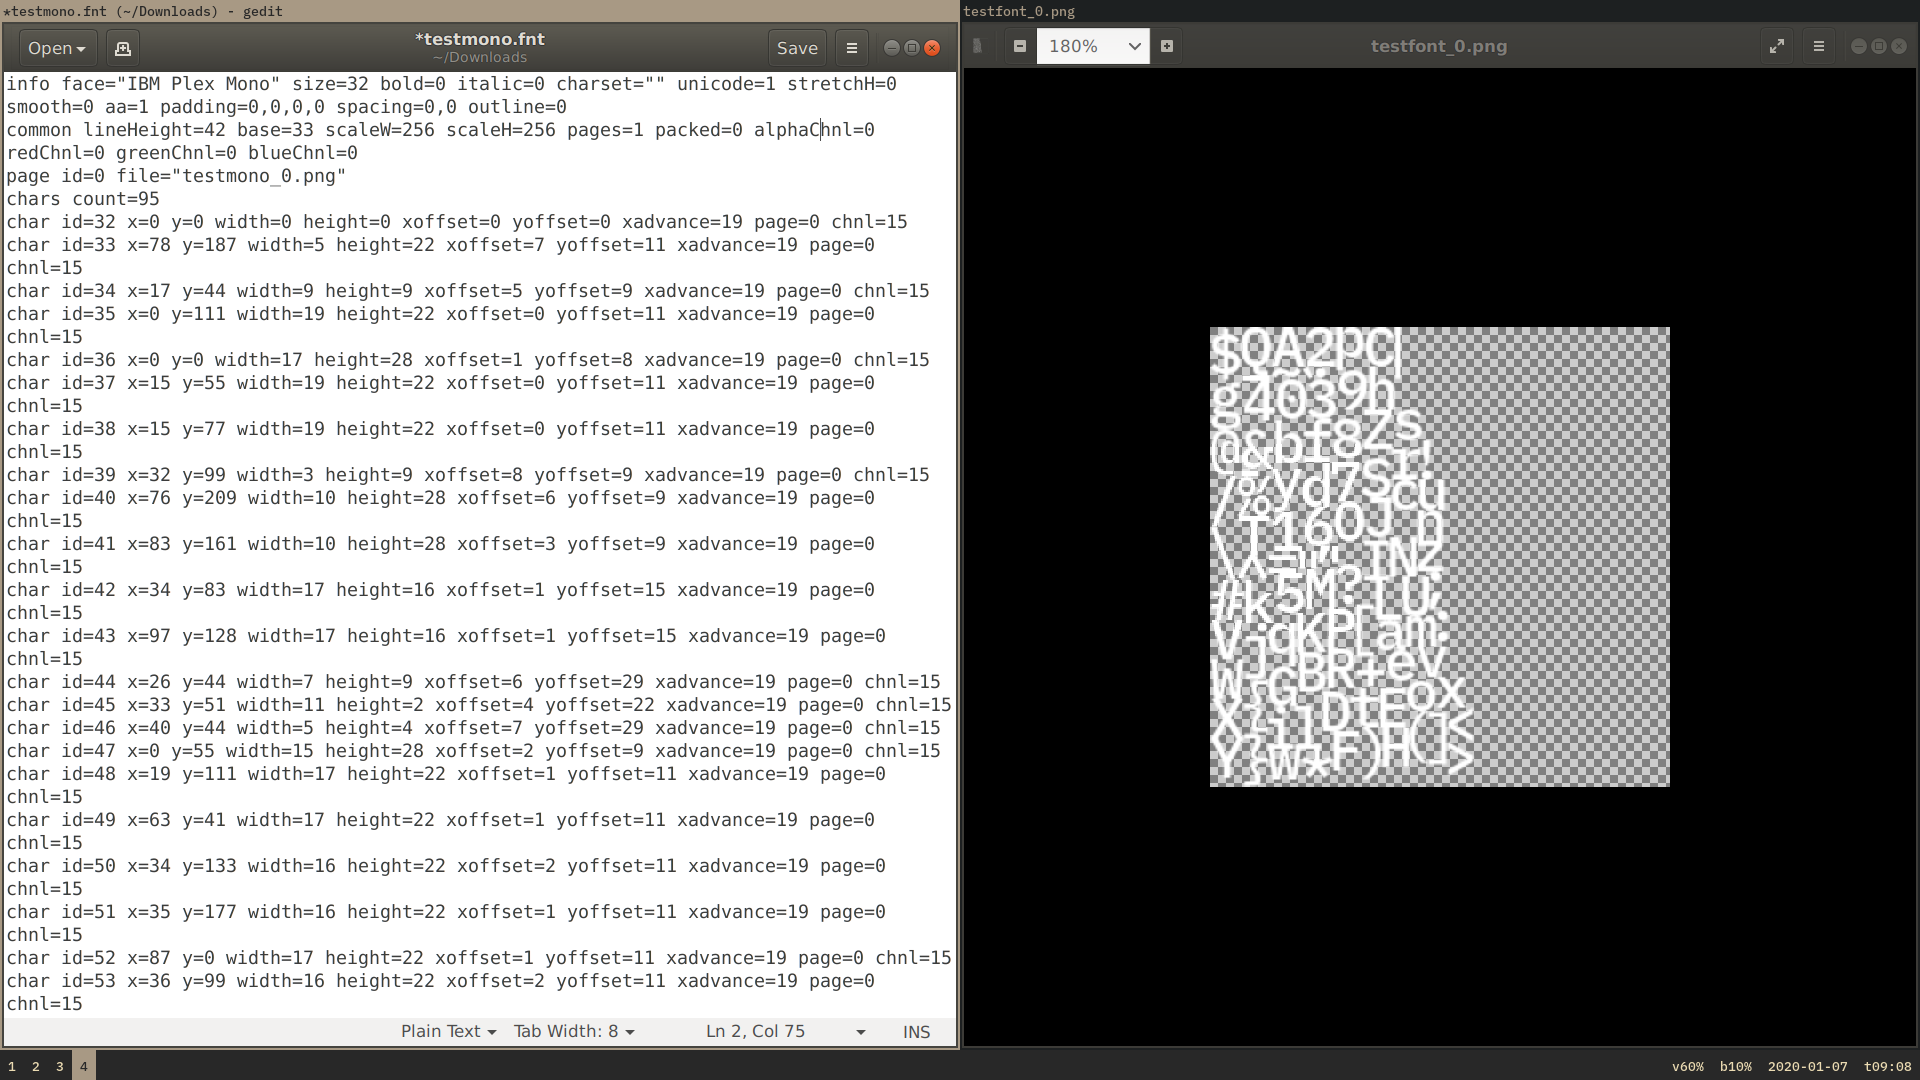 *testmono.fnt (~/Downloads) - gedit
testfont_0.png
Open
*testmono.fnt
~/Downloads
Save
180%
testfont_0.png
info face="IBM Plex Mono" size=32 bold=0 italic=0 charset="" unicode=1 stretchH=0
smooth=0 aa=1 padding=0,0,0,0 spacing=0,0 outline=0
common lineHeight=42 base=33 scaleW=256 scaleH=256 pages=1 packed=0 alphaChnl=0
redChnl=0 greenChnl=0 blueChnl=0
page id=0 file="testmono_0.png"
chars count=95
char id=32 x=0 y=0 width=0 height=0 xoffset=0 yoffset=0 xadvance=19 page=0 chnl=15
char id=33 x=78 y=187 width=5 height=22 xoffset=7 yoffset=11 xadvance=19 page=0
chnl=15
char id=34 x=17 y=44 width=9 height=9 xoffset=5 yoffset=9 xadvance=19 page=0 chnl=15
char id=35 x=0 y=111 width=19 height=22 xoffset=0 yoffset=11 xadvance=19 page=0
chnl=15
char id=36 x=0 y=0 width=17 height=28 xoffset=1 yoffset=8 xadvance=19 page=0 chnl=15
char id=37 x=15 y=55 width=19 height=22 xoffset=0 yoffset=11 xadvance=19 page=0
chnl=15
char id=38 x=15 y=77 width=19 height=22 xoffset=0 yoffset=11 xadvance=19 page=0
chnl=15
char id=39 x=32 y=99 width=3 height=9 xoffset=8 yoffset=9 xadvance=19 page=0 chnl=15
char id=40 x=76 y=209 width=10 height=28 xoffset=6 yoffset=9 xadvance=19 page=0
chnl=15
char id=41 x=83 y=161 width=10 height=28 xoffset=3 yoffset=9 xadvance=19 page=0
chnl=15
char id=42 x=34 y=83 width=17 height=16 xoffset=1 yoffset=15 xadvance=19 page=0
chnl=15
char id=43 x=97 y=128 width=17 height=16 xoffset=1 yoffset=15 xadvance=19 page=0
chnl=15
char id=44 x=26 y=44 width=7 height=9 xoffset=6 yoffset=29 xadvance=19 page=0 chnl=15
char id=45 x=33 y=51 width=11 height=2 xoffset=4 yoffset=22 xadvance=19 page=0 chnl=15
char id=46 x=40 y=44 width=5 height=4 xoffset=7 yoffset=29 xadvance=19 page=0 chnl=15
char id=47 x=0 y=55 width=15 height=28 xoffset=2 yoffset=9 xadvance=19 page=0 chnl=15
char id=48 x=19 y=111 width=17 height=22 xoffset=1 yoffset=11 xadvance=19 page=0
chnl=15
char id=49 x=63 y=41 width=17 height=22 xoffset=1 yoffset=11 xadvance=19 page=0
chnl=15
char id=50 x=34 y=133 width=16 height=22 xoffset=2 yoffset=11 xadvance=19 page=0
chnl=15
char id=51 x=35 y=177 width=16 height=22 xoffset=1 yoffset=11 xadvance=19 page=0
chnl=15
char id=52 x=87 y=0 width=17 height=22 xoffset=1 yoffset=11 xadvance=19 page=0 chnl=15
char id=53 x=36 y=99 width=16 height=22 xoffset=2 yoffset=11 xadvance=19 page=0
chnl=15
Plain Text
Tab Width: 8
Ln 2, Col 75
INS
1 2 3 4
v60% b10% 2020-01-07 t09:08